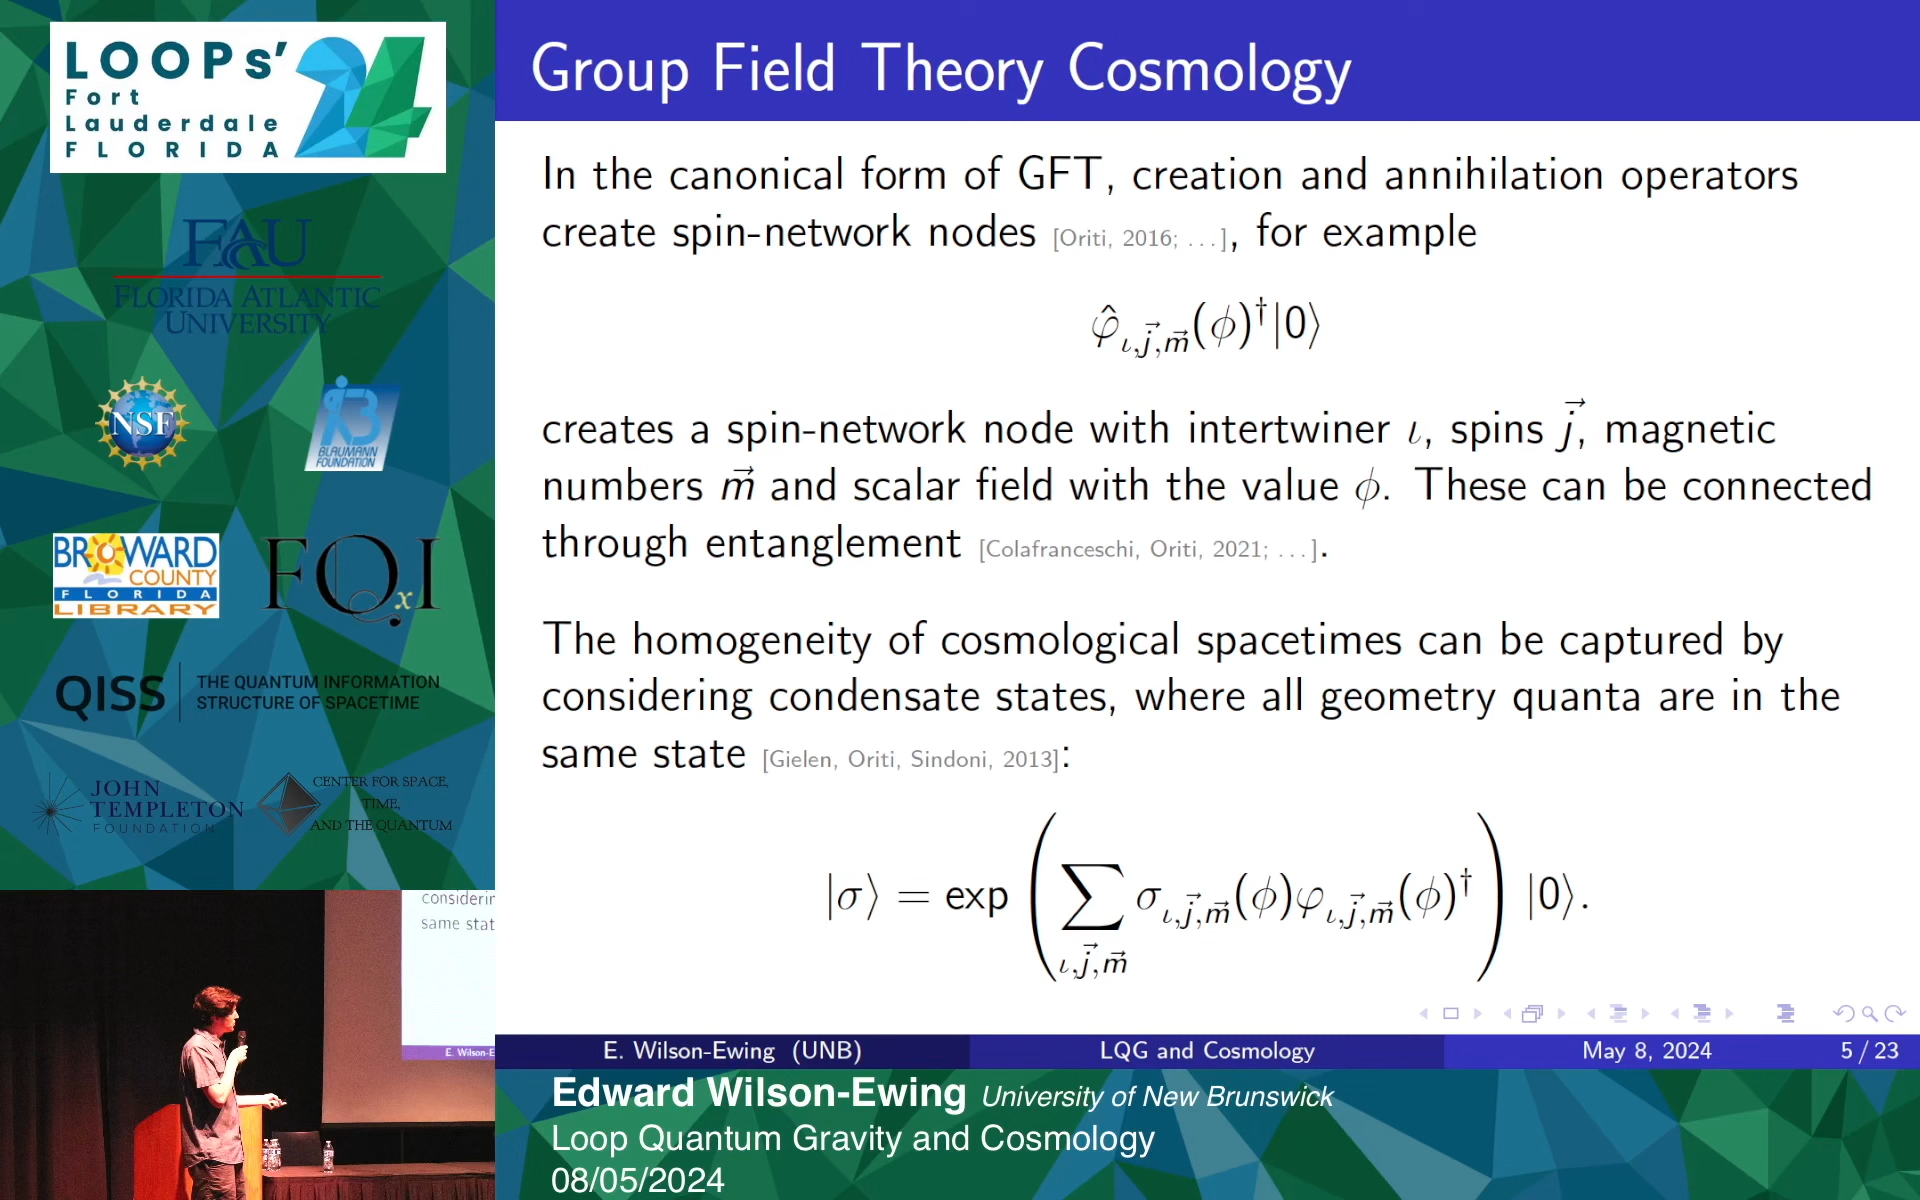 LOOPs'24
Fort
Lauderdale
FLORIDA
FAU
FLORIDA ATLANTIC
UNIVERSITY
NSF
BLAUMANN
FOUNDATION
BROWARD
COUNTY
FLORIDA
LIBRARY
FQxI
QISS
THE QUANTUM INFORMATION
STRUCTURE OF SPACETIME
JOHN
TEMPLETON
FOUNDATION
CENTER FOR SPACE,
TIME,
AND THE QUANTUM
considerin
same stat
E. Wilson-E
Group Field Theory Cosmology
In the canonical form of GFT, creation and annihilation operators
create spin-network nodes [Oriti, 2016; ...], for example
φ̂_{ι,j⃗,m⃗}(ϕ)†|0⟩
creates a spin-network node with intertwiner ι, spins j⃗, magnetic
numbers m⃗ and scalar field with the value ϕ. These can be connected
through entanglement [Colafranceschi, Oriti, 2021; ...].
The homogeneity of cosmological spacetimes can be captured by
considering condensate states, where all geometry quanta are in the
same state [Gielen, Oriti, Sindoni, 2013]:
|σ⟩ = exp ( ∑_{ι,j⃗,m⃗} σ_{ι,j⃗,m⃗}(ϕ)φ_{ι,j⃗,m⃗}(ϕ)† ) |0⟩.
E. Wilson-Ewing (UNB)
LQG and Cosmology
May 8, 2024
5 / 23
Edward Wilson-Ewing University of New Brunswick
Loop Quantum Gravity and Cosmology
08/05/2024